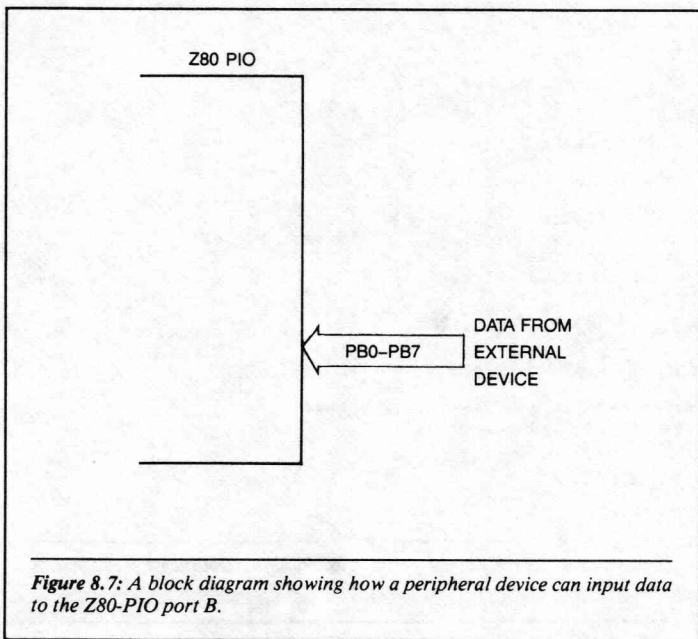 Z80 PIO
PB0–PB7
DATA FROM
EXTERNAL
DEVICE
Figure 8.7: A block diagram showing how a peripheral device can input data
to the Z80-PIO port B.